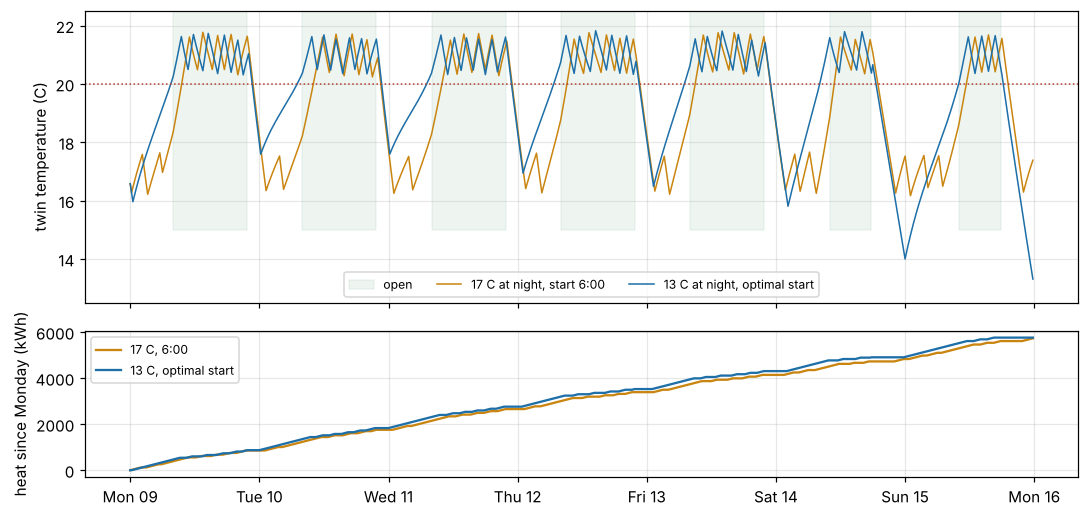 twin temperature (C)
22
20
18
16
14
open
17 C at night, start 6:00
13 C at night, optimal start
heat since Monday (kWh)
6000
4000
2000
0
17 C, 6:00
13 C, optimal start
Mon 09
Tue 10
Wed 11
Thu 12
Fri 13
Sat 14
Sun 15
Mon 16